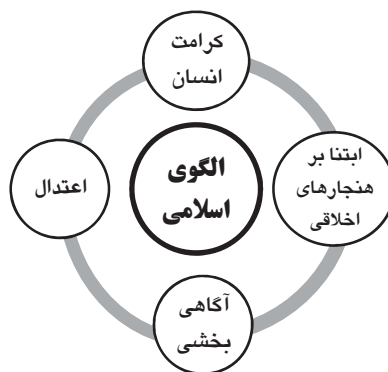 کرامت
انسان
ابتنا بر
هنجارهای
اخلاقی
الگوی
اسلامی
اعتدال
آگاهی
بخشی